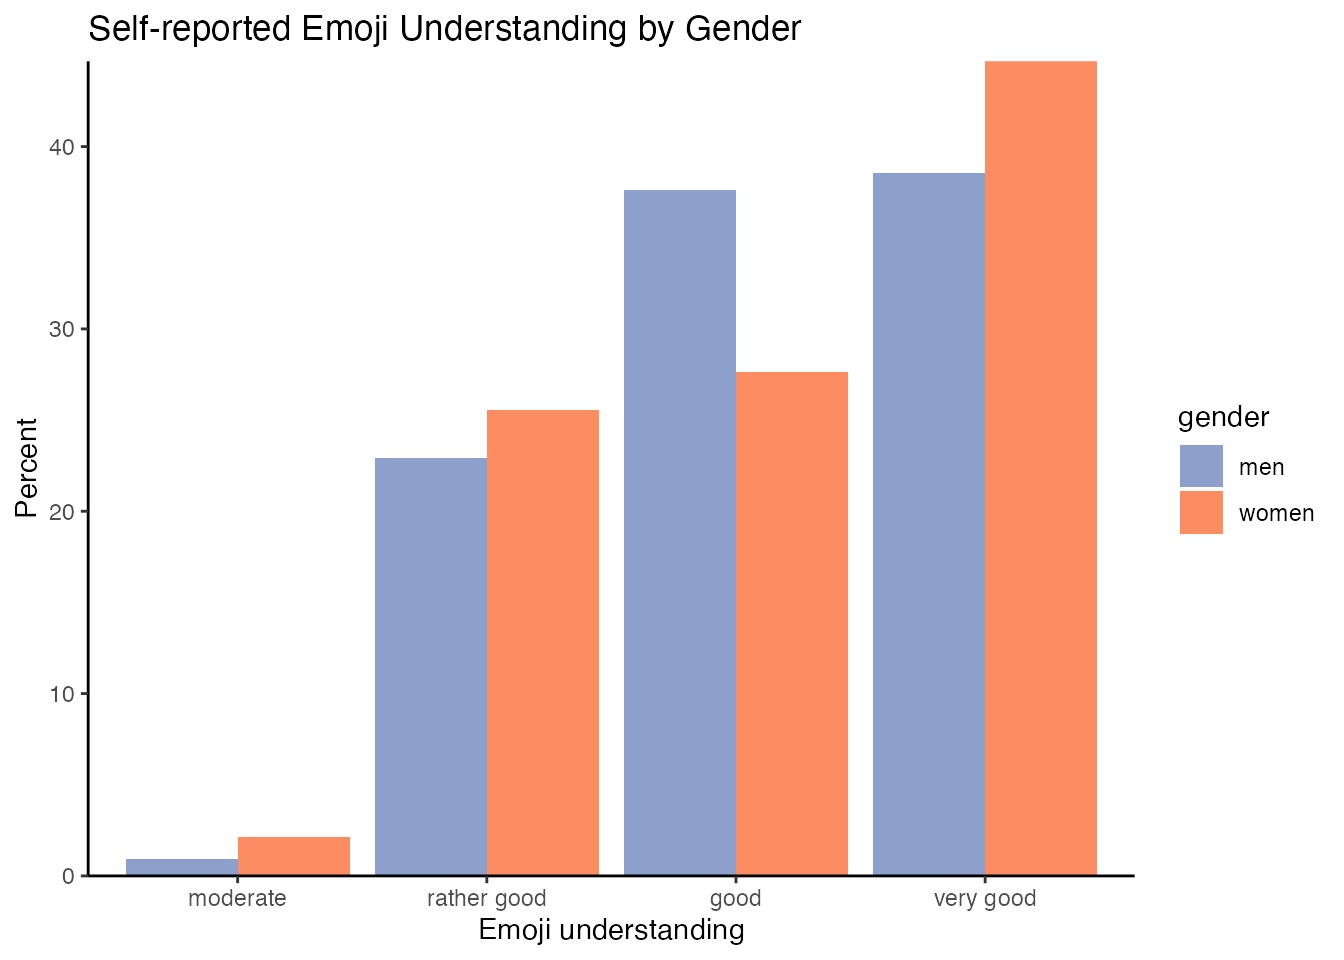 Self-reported Emoji Understanding by Gender
Percent
40
30
20
10
0
moderate
rather good
good
very good
Emoji understanding
gender
men
women